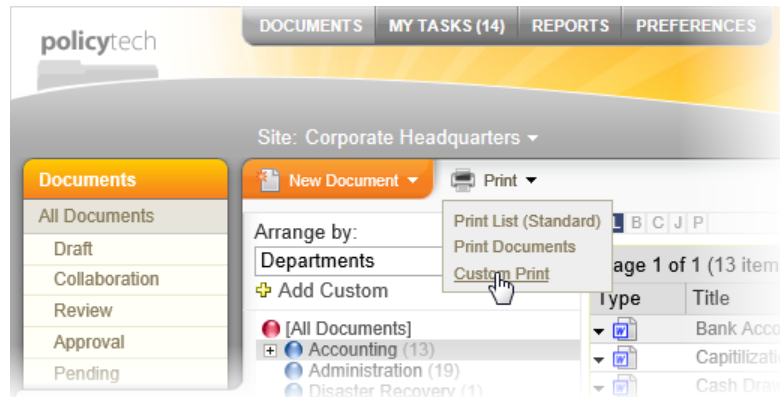 policytech
DOCUMENTS MY TASKS (14) REPORTS PREFERENCES
Site: Corporate Headquarters
Documents
All Documents
Draft
Collaboration
Review
Approval
Pending
New Document Print
Print List (Standard)
Print Documents
Custom Print
Arrange by:
Departments
Add Custom
[All Documents]
Accounting (13)
Administration (19)
Disaster Recovery (1)
L B C J P
age 1 of 1 (13 item
Type Title
Bank Acco
Capitilizati
Cash Draw